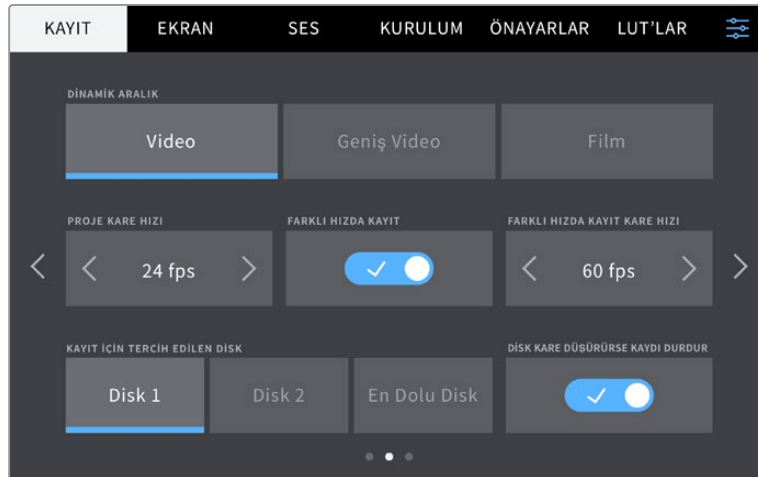 KAYIT EKRAN SES KURULUM ÖNAYARLAR LUT'LAR
DİNAMİK ARALIK
Video Geniş Video Film
PROJE KARE HIZI FARKLI HIZDA KAYIT FARKLI HIZDA KAYIT KARE HIZI
24 fps 60 fps
KAYIT İÇİN TERCİH EDİLEN DİSK DİSK KARE DÜŞÜRÜRSE KAYDI DURDUR
Disk 1 Disk 2 En Dolu Disk